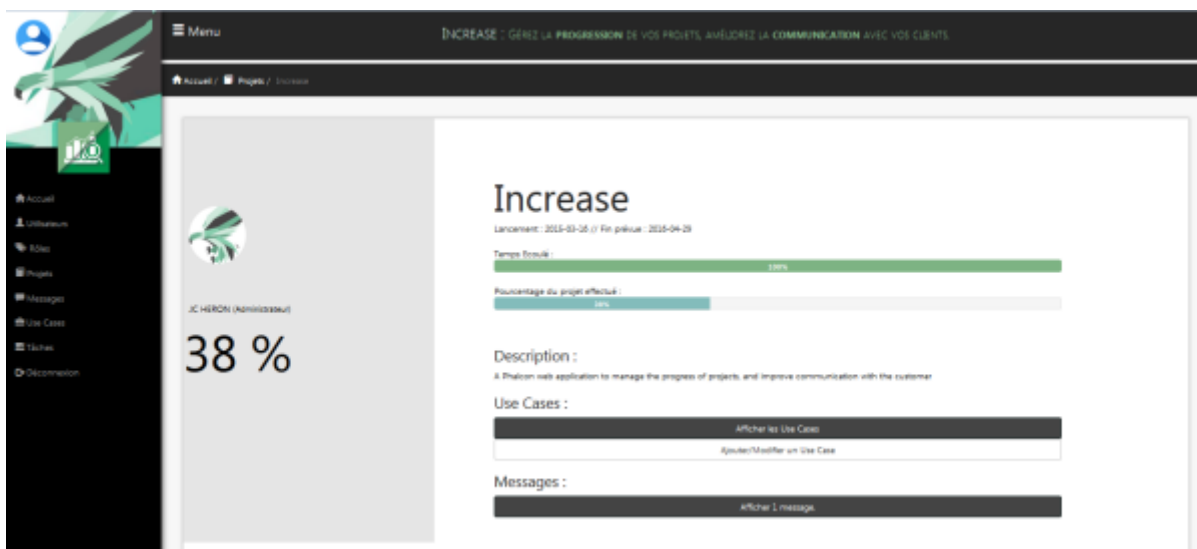 Menu
INCREASE : GÉREZ LA PROGRESSION DE VOS PROJETS, AMÉLIOREZ LA COMMUNICATION AVEC VOS CLIENTS.
Accueil / Projets / Increase
Accueil
Utilisateurs
Rôles
Projets
Messages
Use Cases
Tâches
Déconnexion
JC HERON (Administrateur)
38 %
Increase
Lancement : 2015-03-16 // Fin prévue : 2016-04-29
Temps Ecoulé :
100%
Pourcentage du projet effectué :
38%
Description :
A Phalcon web application to manage the progress of projects, and improve communication with the customer
Use Cases :
Afficher les Use Cases
Ajouter/Modifier un Use Case
Messages :
Afficher 1 message.